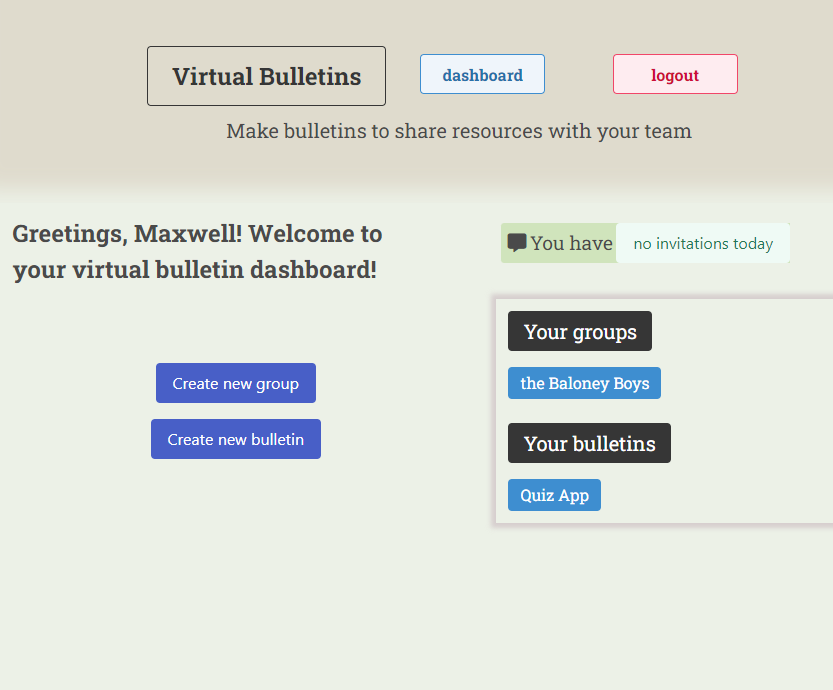 Virtual Bulletins
dashboard
logout
Make bulletins to share resources with your team
Greetings, Maxwell! Welcome to
your virtual bulletin dashboard!
You have
no invitations today
Create new group
Create new bulletin
Your groups
the Baloney Boys
Your bulletins
Quiz App